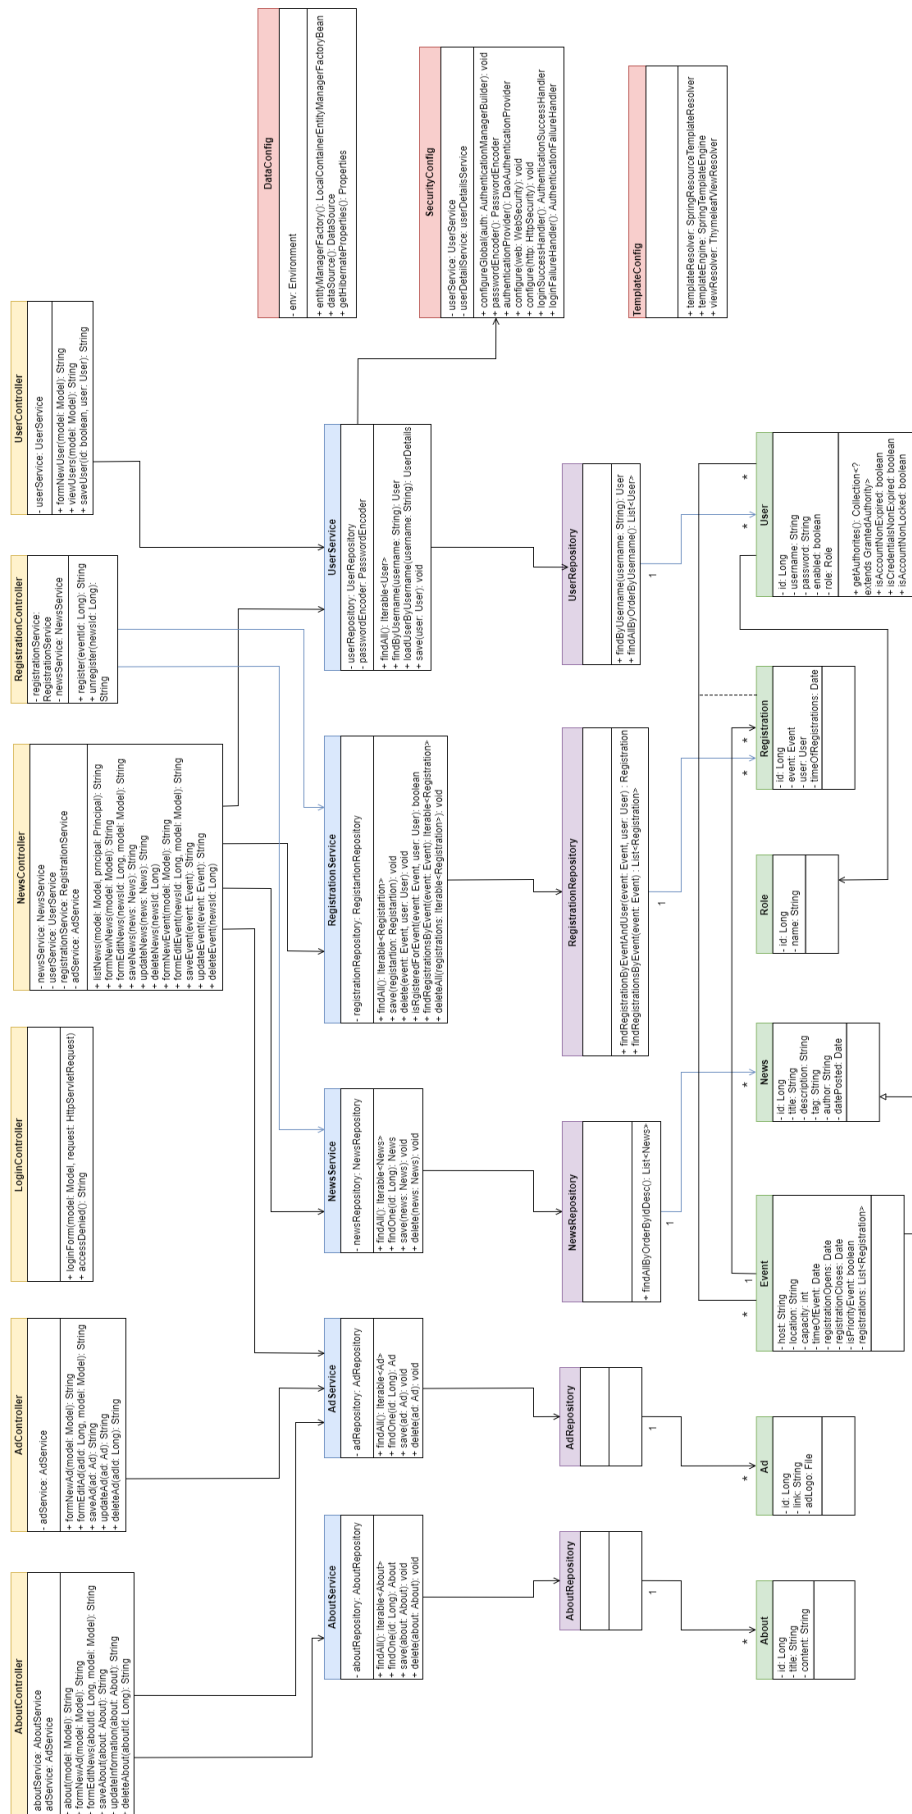 AboutController
aboutService: AboutService
adService: AdService
about(model: Model): String
formNewAd(model: Model): String
formEditNews(aboutId: Long, model: Model): String
saveAbout(about: About): String
updateInformation(about: About): String
deleteAbout(aboutId: Long): String
AdController
- adService: AdService
+ formNewAd(model: Model): String
+ formEditAd(adId: Long, model: Model): String
+ saveAd(ad: Ad): String
+ updateAd(ad: Ad): String
+ deleteAd(adId: Long): String
LoginController
+ loginForm(model: Model, request: HttpServletRequest)
+ accessDenied(): String
NewsController
- newsService: NewsService
- userService: UserService
- registrationService: RegistrationService
- adService: AdService
+ listNews(model: Model, principal: Principal): String
+ formNewNews(model: Model): String
+ formEditNews(newsId: Long, model: Model): String
+ saveNews(news: News): String
+ updateNews(news: News): String
+ deleteNews(newsId: Long)
+ formNewEvent(model: Model): String
+ formEditEvent(newsId: Long, model: Model): String
+ saveEvent(event: Event): String
+ updateEvent(event: Event): String
+ deleteEvent(newsId: Long)
RegistrationController
- registrationService:
RegistrationService
- newsService: NewsService
+ register(eventId: Long): String
+ unregister(newsId: Long):
String
UserController
- userService: UserService
+ formNewUser(model: Model): String
+ viewUsers(model: Model): String
+ saveUser(id: boolean, user: User): String
DataConfig
- env: Environment
+ entityManagerFactory(): LocalContainerEntityManagerFactoryBean
+ dataSource(): DataSource
+ getHibernateProperties(): Properties
AboutService
- aboutRepository: AboutRepository
+ findAll(): Iterable<About>
+ findOne(id: Long): About
+ save(about: About): void
+ delete(about: About): void
AdService
- adRepository: AdRepository
+ findAll(): Iterable<Ad>
+ findOne(id: Long): Ad
+ save(ad: Ad): void
+ delete(ad: Ad): void
NewsService
- newsRepository: NewsRepository
+ findAll(): Iterable<News>
+ findOne(id: Long): News
+ save(news: News): void
+ delete(news: News): void
RegistrationService
- registrationRepository: RegistartionRepository
+ findAll(): Iterable<Registartion>
+ save(registartion: Registartion): void
+ delete(event: Event, user: User): void
+ isRgisteredForEvent(event: Event, user: User): boolean
+ findRegistrationsByEvent(event: Event): Iterable<Registration>
+ deleteAll(registrations: Iterable<Registration>): void
UserService
- userRepository: UserRepository
- passwordEncoder: PasswordEncoder
+ findAll(): Iterable<User>
+ findByUsername(username: String): User
+ loadUserByUsername(username: String): UserDetails
+ save(user: User): void
SecurityConfig
- userService: UserService
- userDetailService: userDetailsService
+ configureGlobal(auth: AuthenticationManagerBuilder): void
+ passwordEncoder(): PasswordEncoder
+ authenticationProvider(): DaoAuthenticationProvider
+ configure(web: WebSecurity): void
+ configure(http: HttpSecurity): void
+ loginSuccessHandler(): AuthenticationSuccessHandler
+ loginFailureHandler(): AuthenticationFailureHandler
AboutRepository
1
AdRepository
1
NewsRepository
+ findAllByOrderByIdDesc(): List<News>
1
RegistrationRepository
+ findRegistrationByEventAndUser(event: Event, user: User) : Registration
+ findRegistrationsByEvent(event: Event) : List<Registration>
1
UserRepository
+ findByUsername(username: String): User
+ findAllByOrderByUsername(): List<User>
1
TemplateConfig
+ templateResolver: SpringResourceTemplateResolver
+ templateEngine: SpringTemplateEngine
+ viewResolver: ThymeleafViewResolver
*
About
- id: Long
- title: String
- content: String
*
Ad
- id: Long
- link: String
- adLogo: File
*
1
Event
- host: String
- location: String
- capacity: int
- timeOfEvent: Date
- registrationOpens: Date
- registrationCloses: Date
- isPriorityEvent: boolean
- registrations: List<Registration>
*
News
- id: Long
- title: String
- description: String
- tag: String
- author: String
- datePosted: Date
Role
- id: Long
- name: String
*
*
Registration
- id: Long
- event: Event
- user: User
- timeOfRegistrations: Date
*
*
User
- id: Long
- username: String
- password: String
- enabled: boolean
- role: Role
+ getAuthorites(): Collection<?
extends GrantedAuthority>
+ isAccountNonExpired: boolean
+ isCredentialsNonExpired: boolean
+ isAccountNonLocked: boolean